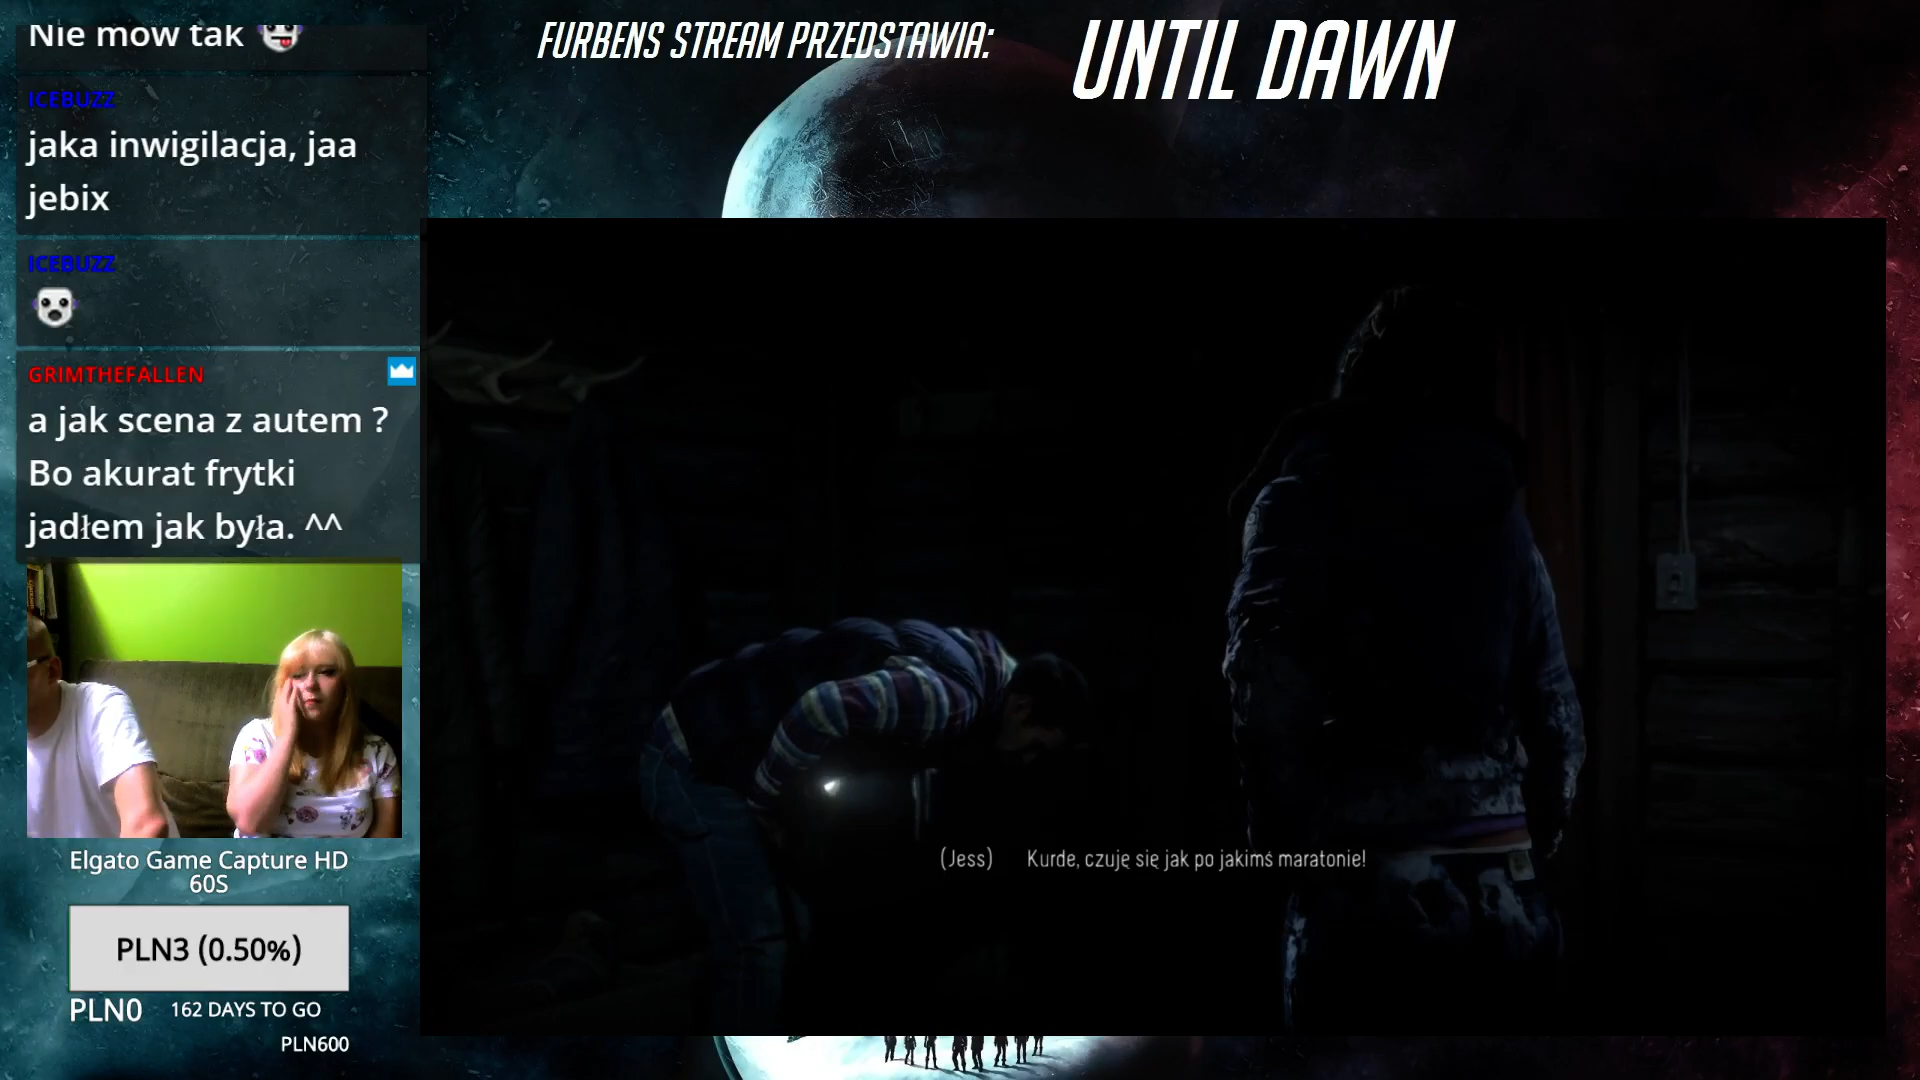 Nie mow tak
ICEBUZZ
jaka inwigilacja, jaa
jebix
ICEBUZZ
GRIMTHEFALLEN
a jak scena z autem ?
Bo akurat frytki
jadłem jak była. ^^
Elgato Game Capture HD
60S
PLN3 (0.50%)
PLN0 162 DAYS TO GO
PLN600
FURBENS STREAM PRZEDSTAWIA:
UNTIL DAWN
(Jess) Kurde, czuję się jak po jakimś maratonie!